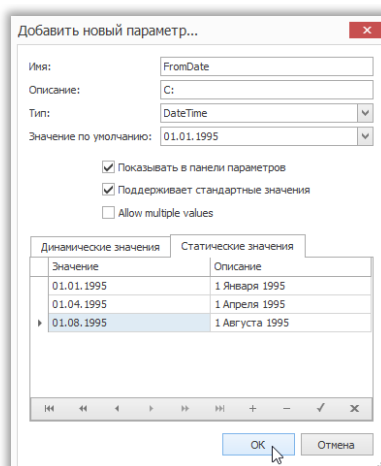 Добавить новый параметр...
Имя: FromDate
Описание: С:
Тип: DateTime
Значение по умолчанию: 01.01.1995
Показывать в панели параметров
Поддерживает стандартные значения
Allow multiple values
Динамические значения Статические значения
Значение Описание
01.01.1995 1 Января 1995
01.04.1995 1 Апреля 1995
01.08.1995 1 Августа 1995
OK Отмена